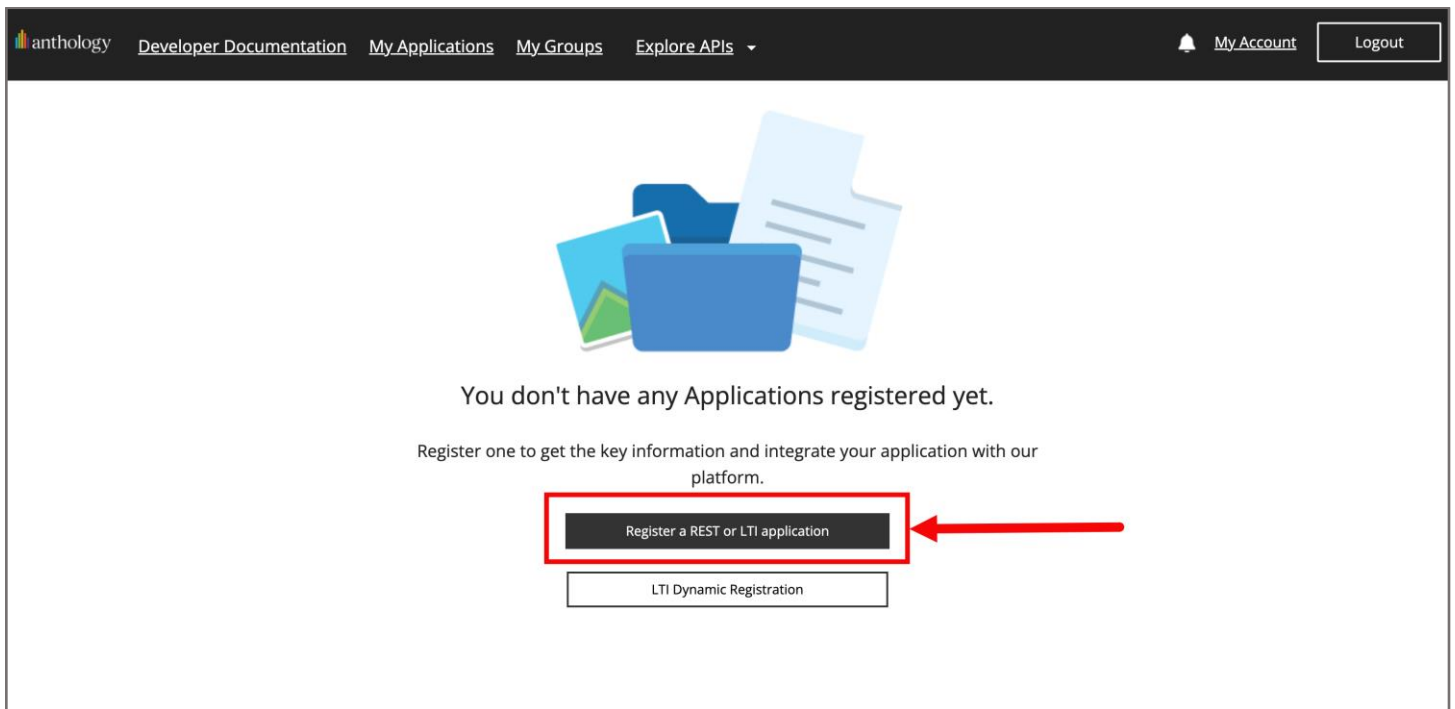 anthology Developer Documentation My Applications My Groups Explore APIs My Account Logout
You don't have any Applications registered yet.
Register one to get the key information and integrate your application with our
platform.
Register a REST or LTI application
LTI Dynamic Registration